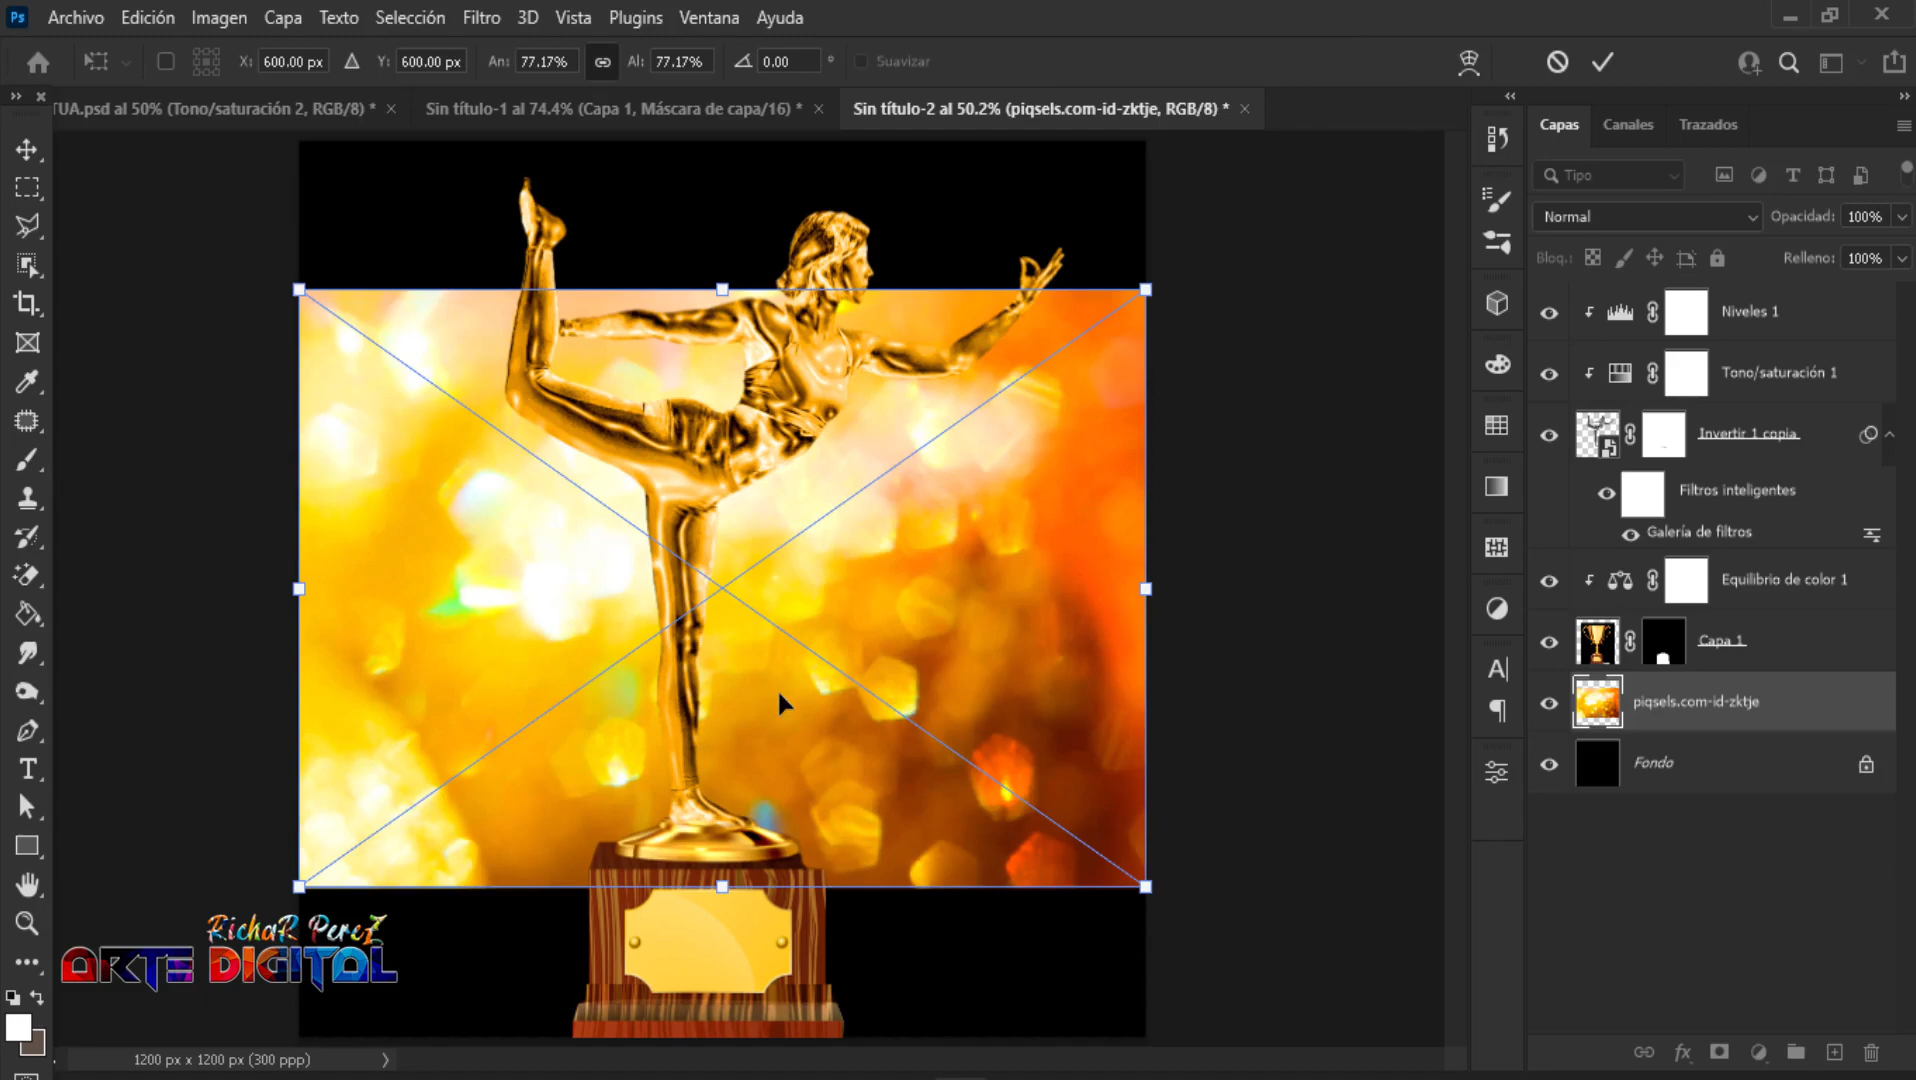 Ps Archivo Edición Imagen Capa Texto Selección Filtro 3D Vista Plugins Ventana Ayuda
X: 600.00 px Y: 600.00 px An: 77.17% Al: 77.17% 0.00 ° Suavizar
TUA.psd al 50% (Tono/saturación 2, RGB/8) * × Sin título-1 al 74.4% (Capa 1, Máscara de capa/16) * × Sin título-2 al 50.2% (piqsels.com-id-zktje, RGB/8) * ×
Capas Canales Trazados
Tipo
Normal Opacidad: 100%
Bloq.: Relleno: 100%
Niveles 1
Tono/saturación 1
Invertir 1 copia
Filtros inteligentes
Galería de filtros
Equilibrio de color 1
Capa 1
piqsels.com-id-zktje
Fondo
RichaR PereZ
ARTE DIGITAL
1200 px x 1200 px (300 ppp)